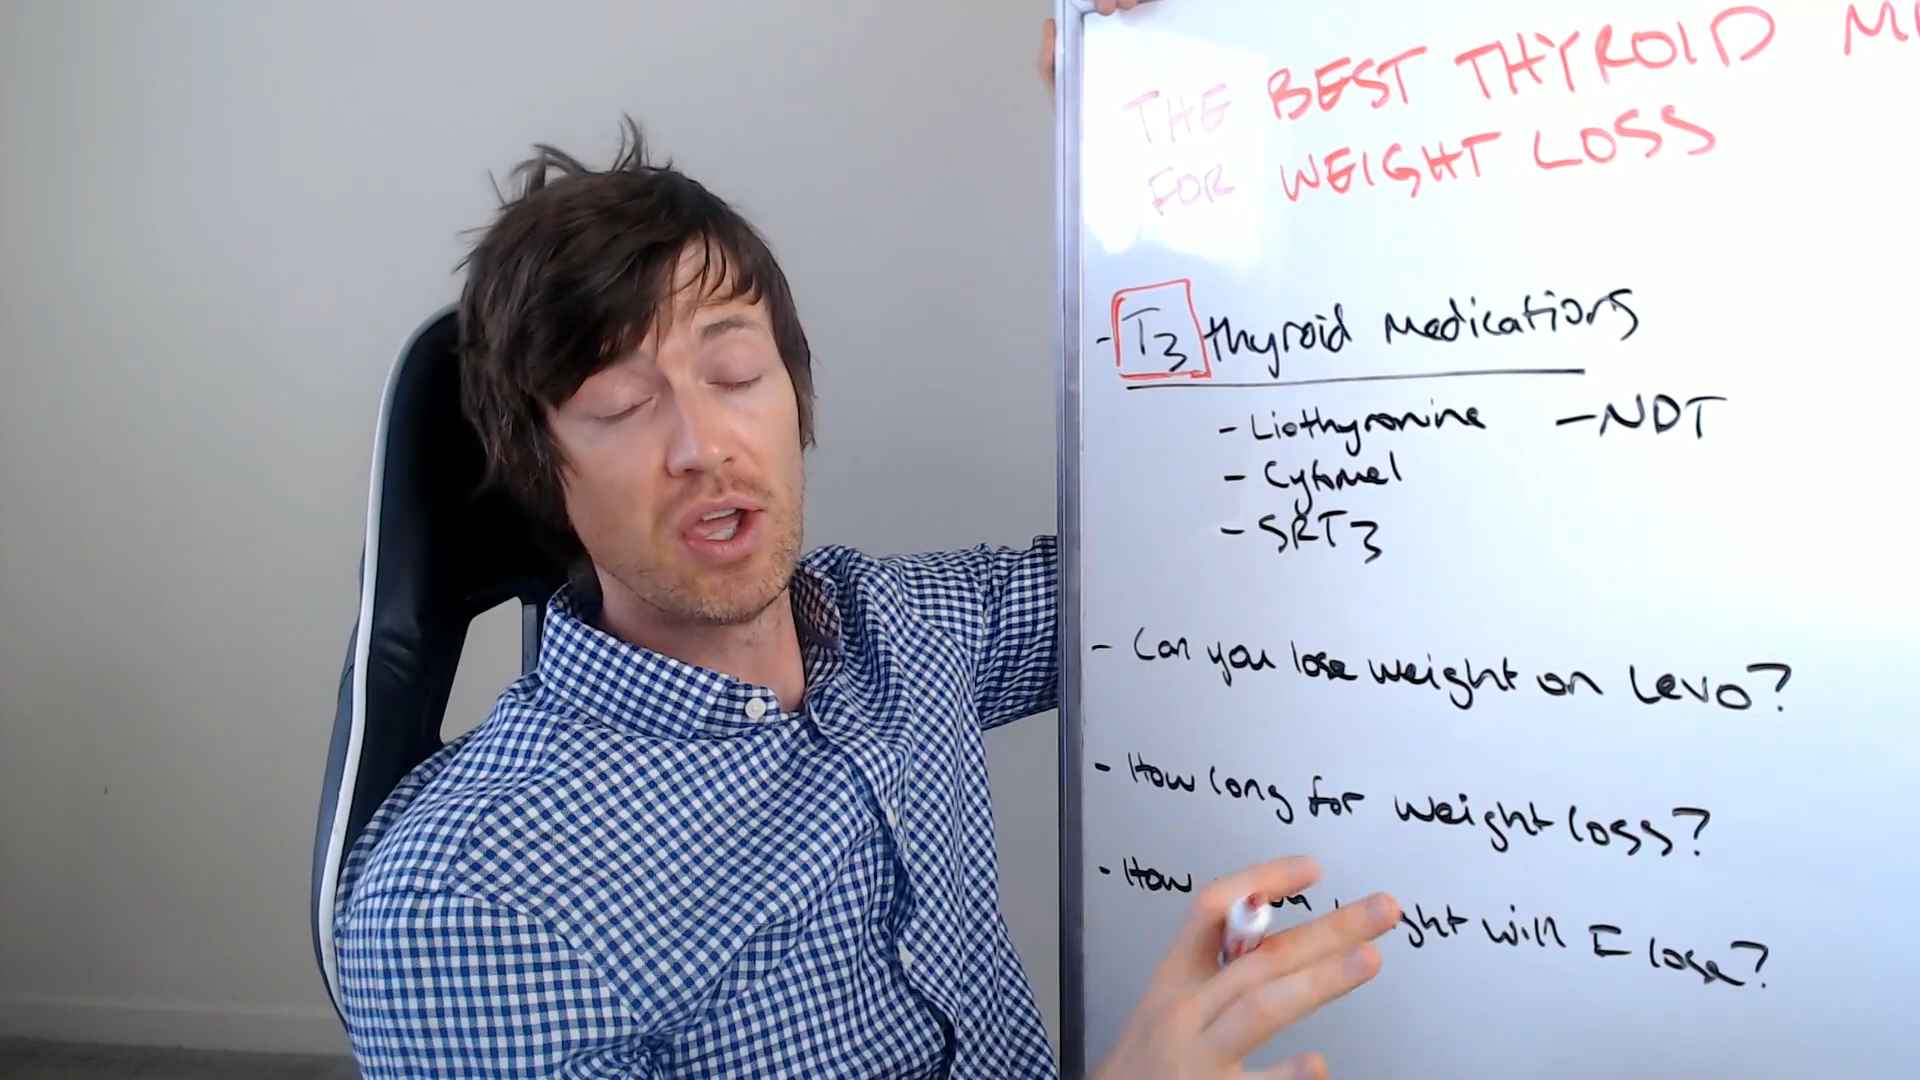 THE BEST THYROID
FOR WEIGHT LOSS
- T3 thyroid Medications
- Liothyronine - NDT
- Cytomel
- SRT3
- Can you lose weight on Levo?
- How long for weight loss?
- How will I lose?